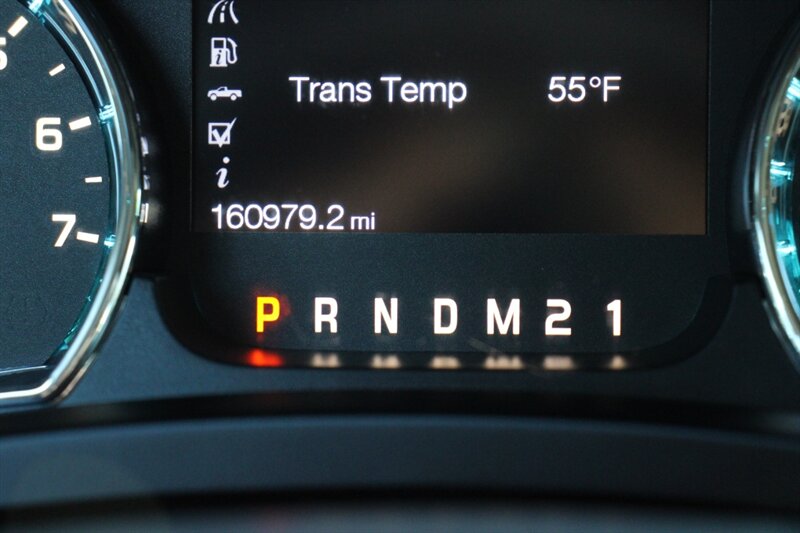 Trans Temp 55°F
6
7
160979.2 mi
P R N D M 2 1